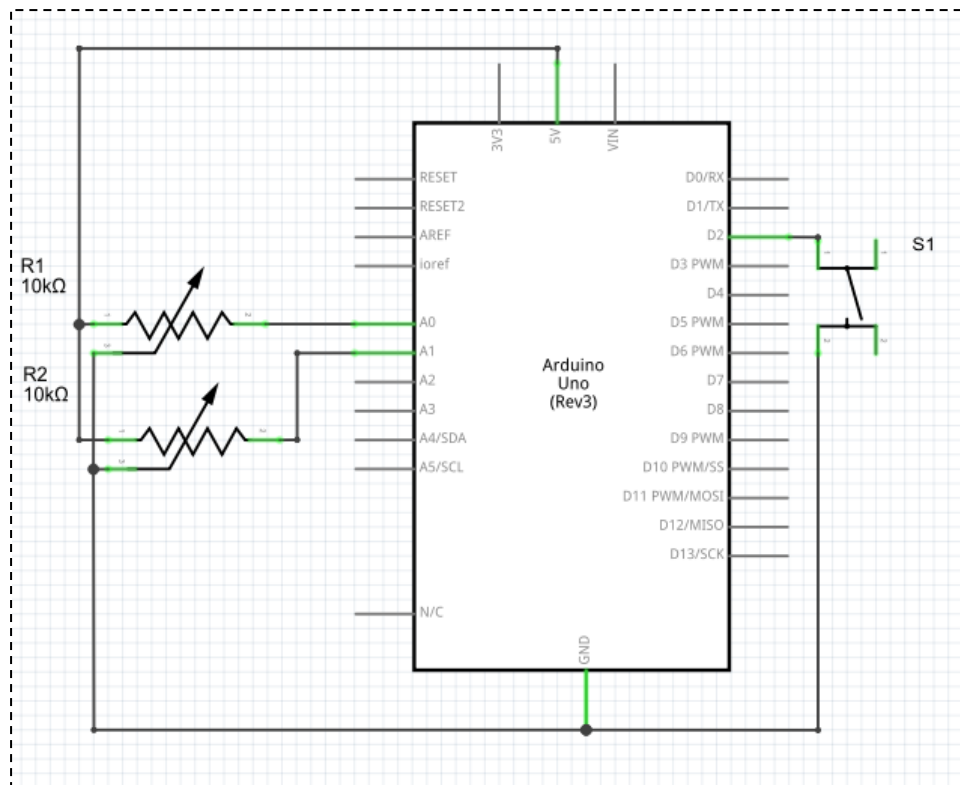 3V3
5V
VIN
RESET
RESET2
AREF
ioref
A0
A1
A2
A3
A4/SDA
A5/SCL
N/C
D0/RX
D1/TX
D2
D3 PWM
D4
D5 PWM
D6 PWM
D7
D8
D9 PWM
D10 PWM/SS
D11 PWM/MOSI
D12/MISO
D13/SCK
GND
Arduino
Uno
(Rev3)
R1
10kΩ
R2
10kΩ
S1